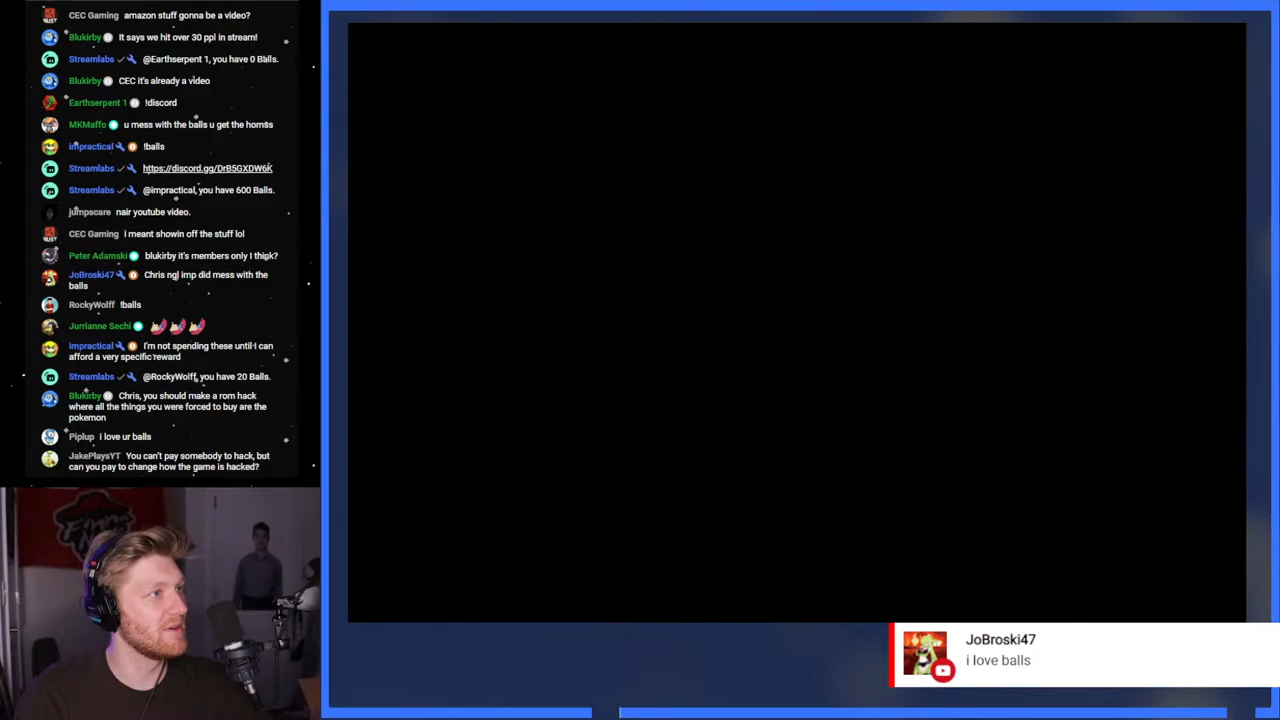 CEC Gaming amazon stuff gonna be a video?
Blukirby It says we hit over 30 ppl in stream!
Streamlabs @Earthserpent 1, you have 0 Balls.
Blukirby CEC it's already a video
Earthserpent 1 !discord
MKMaffo u mess with the balls u get the hornss
impractical !balls
Streamlabs https://discord.gg/DrB5GXDW6K
Streamlabs @impractical, you have 600 Balls.
jumpscare nair youtube video.
CEC Gaming i meant showin off the stuff lol
Peter Adamski blukirby it's members only I think?
JoBroski47 Chris ngl imp did mess with the
balls
RockyWolff !balls
Jurrianne Sechi
impractical I'm not spending these until I can
afford a very specific reward
Streamlabs @RockyWolff, you have 20 Balls.
Blukirby Chris, you should make a rom hack
where all the things you were forced to buy are the
pokemon
Piplup i love ur balls
JakePlaysYT You can't pay somebody to hack, but
can you pay to change how the game is hacked?
JoBroski47
i love balls